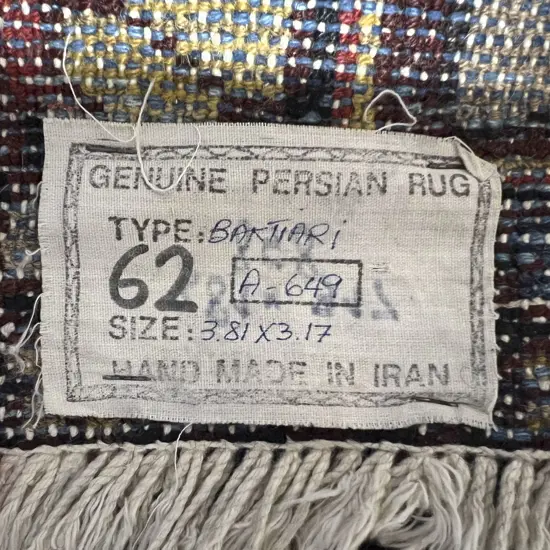 GENUINE PERSIAN RUG
TYPE: BAKTIARI
62 A-649
SIZE: 3.81 X 3.17
HAND MADE IN IRAN